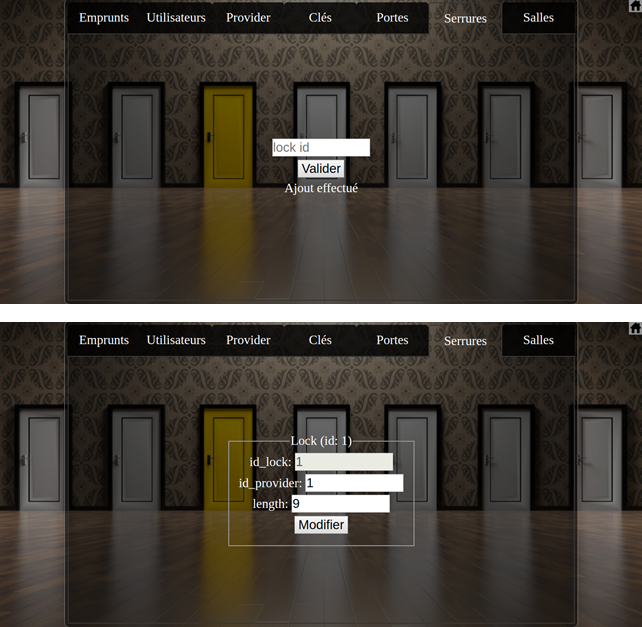 Emprunts Utilisateurs Provider Clés Portes Serrures Salles
lock id
Valider
Ajout effectué
Emprunts Utilisateurs Provider Clés Portes Serrures Salles
Lock (id: 1)
id_lock: 1
id_provider: 1
length: 9
Modifier